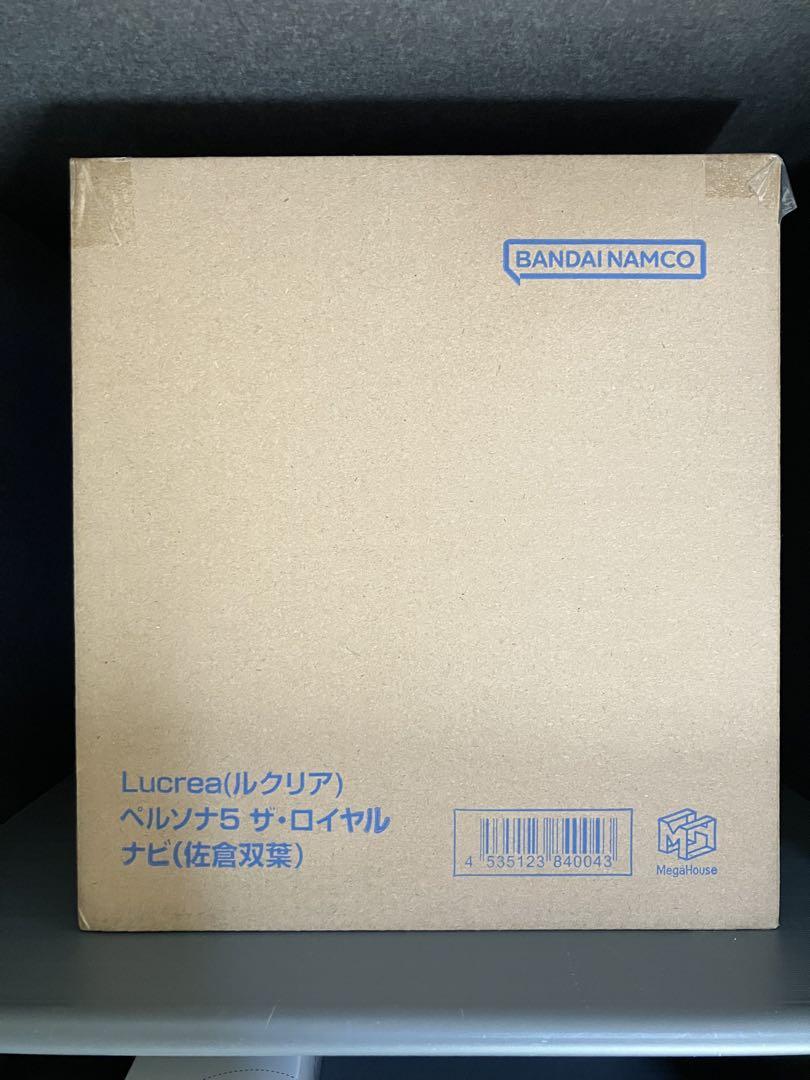 BANDAI NAMCO
Lucrea(ルクリア)
ペルソナ5 ザ・ロイヤル
ナビ(佐倉双葉)
4 535123 840043
MH
MegaHouse